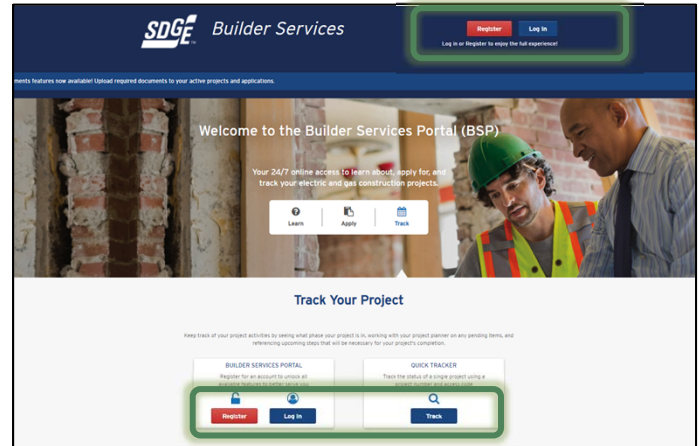 SDGE™ Builder Services
Register Log In
Log in or Register to enjoy the full experience!
ments features now available! Upload required documents to your active projects and applications.
Welcome to the Builder Services Portal (BSP)
Your 24/7 online access to learn about, apply for, and
track your electric and gas construction projects.
Learn Apply Track
Track Your Project
Keep track of your project activities by seeing what phase your project is in, working with your project planner on any pending items, and
referencing upcoming steps that will be necessary for your project's completion.
BUILDER SERVICES PORTAL
Register for an account to unlock all
available features to better serve you
Register Log In
QUICK TRACKER
Track the status of a single project using a
project number and access code
Track